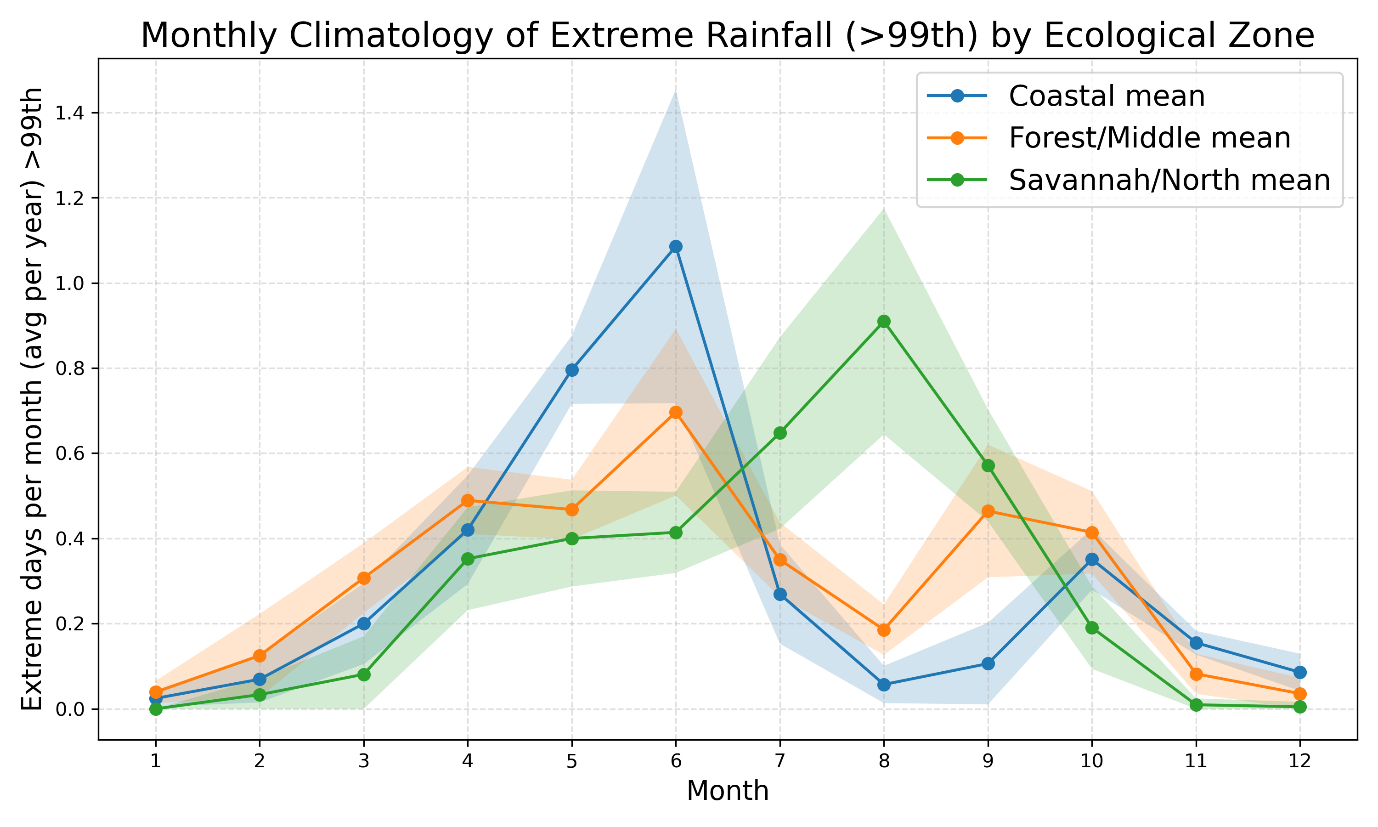 Monthly Climatology of Extreme Rainfall (>99th) by Ecological Zone
Extreme days per month (avg per year) >99th
1.4
1.2
1.0
0.8
0.6
0.4
0.2
0.0
Coastal mean
Forest/Middle mean
Savannah/North mean
1 2 3 4 5 6 7 8 9 10 11 12
Month